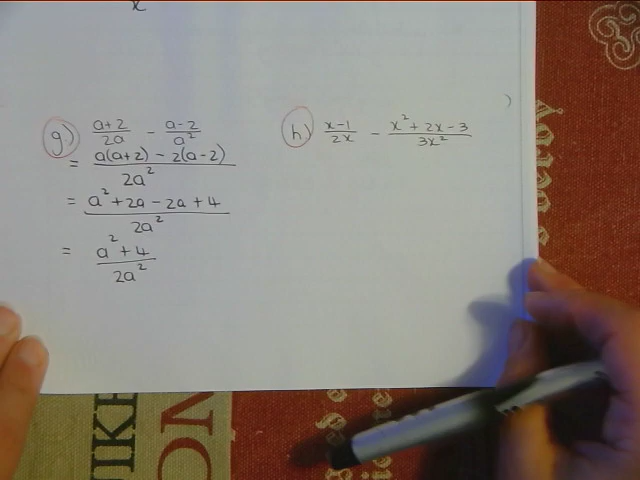 x
g) (a+2)/(2a) - (a-2)/(a²)
= (a(a+2) - 2(a-2))/(2a²)
= (a² + 2a - 2a + 4)/(2a²)
= (a² + 4)/(2a²)
h) (x-1)/(2x) - (x² + 2x - 3)/(3x²)
)
ON